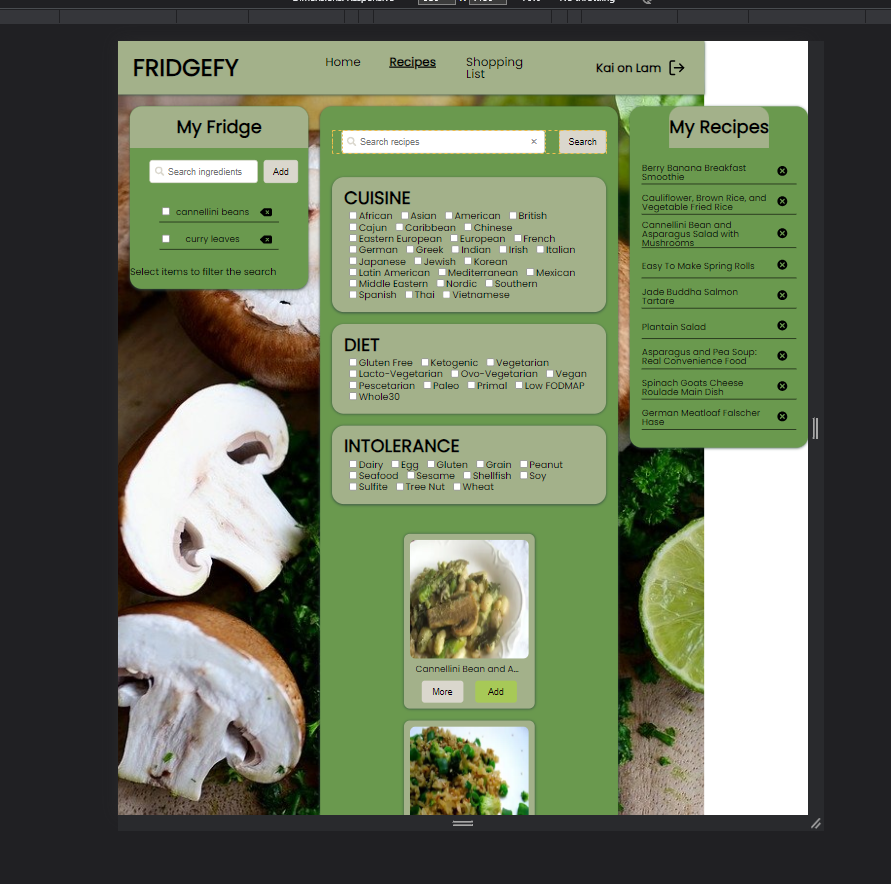 FRIDGEFY
Home
Recipes
Shopping
List
Kai on Lam
My Fridge
Search ingredients
Add
cannellini beans
curry leaves
Select items to filter the search
Search recipes
Search
CUISINE
African Asian American British
Cajun Caribbean Chinese
Eastern European European French
German Greek Indian Irish Italian
Japanese Jewish Korean
Latin American Mediterranean Mexican
Middle Eastern Nordic Southern
Spanish Thai Vietnamese
DIET
Gluten Free Ketogenic Vegetarian
Lacto-Vegetarian Ovo-Vegetarian Vegan
Pescetarian Paleo Primal Low FODMAP
Whole30
INTOLERANCE
Dairy Egg Gluten Grain Peanut
Seafood Sesame Shellfish Soy
Sulfite Tree Nut Wheat
Cannellini Bean and A...
More
Add
My Recipes
Berry Banana Breakfast
Smoothie
Cauliflower, Brown Rice, and
Vegetable Fried Rice
Cannellini Bean and
Asparagus Salad with
Mushrooms
Easy To Make Spring Rolls
Jade Buddha Salmon
Tartare
Plantain Salad
Asparagus and Pea Soup:
Real Convenience Food
Spinach Goats Cheese
Roulade Main Dish
German Meatloaf Falscher
Hase